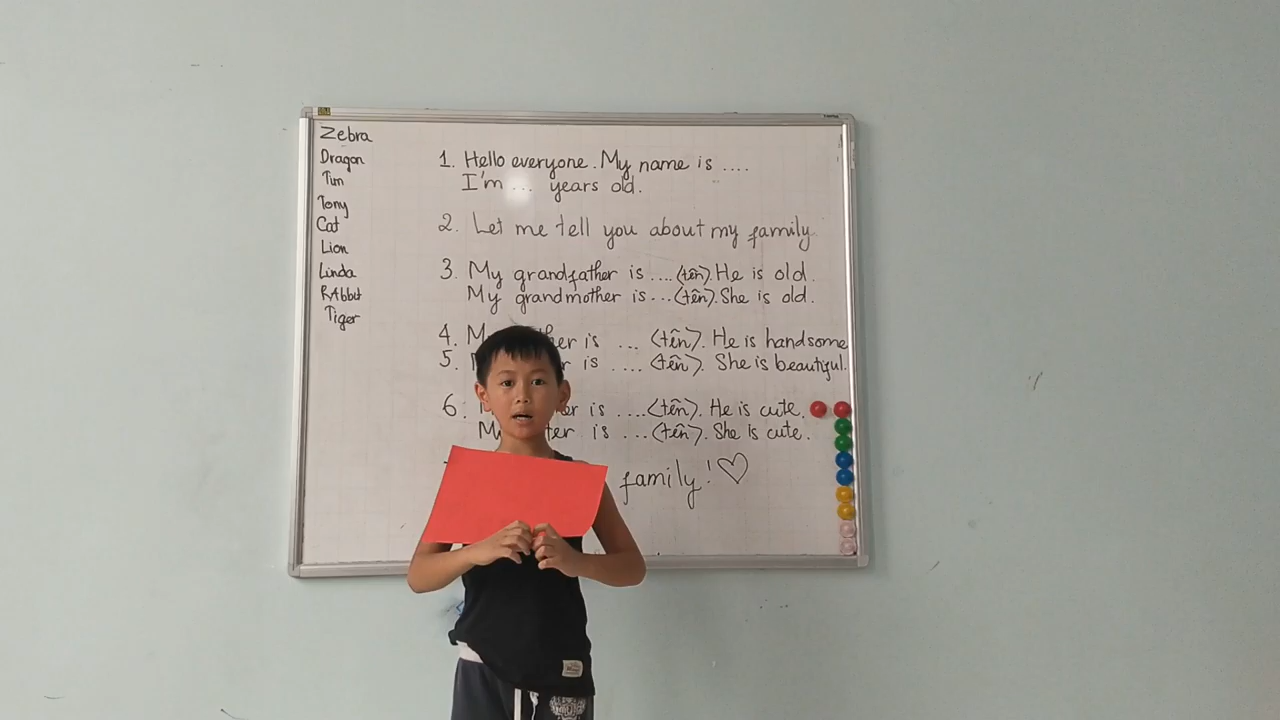 Zebra
Dragon
Tim
Tony
Cat
Lion
Linda
RAbbit
Tiger
1. Hello everyone. My name is ....
I'm ... years old.
2. Let me tell you about my family.
3. My grandfather is .... (tên). He is old.
My grandmother is ... (tên). She is old.
4. is ... (tên). He is handsome
5. is .... (tên). She is beautiful.
6. is .... (tên). He is cute.
is ... (tên). She is cute.
family! ♡